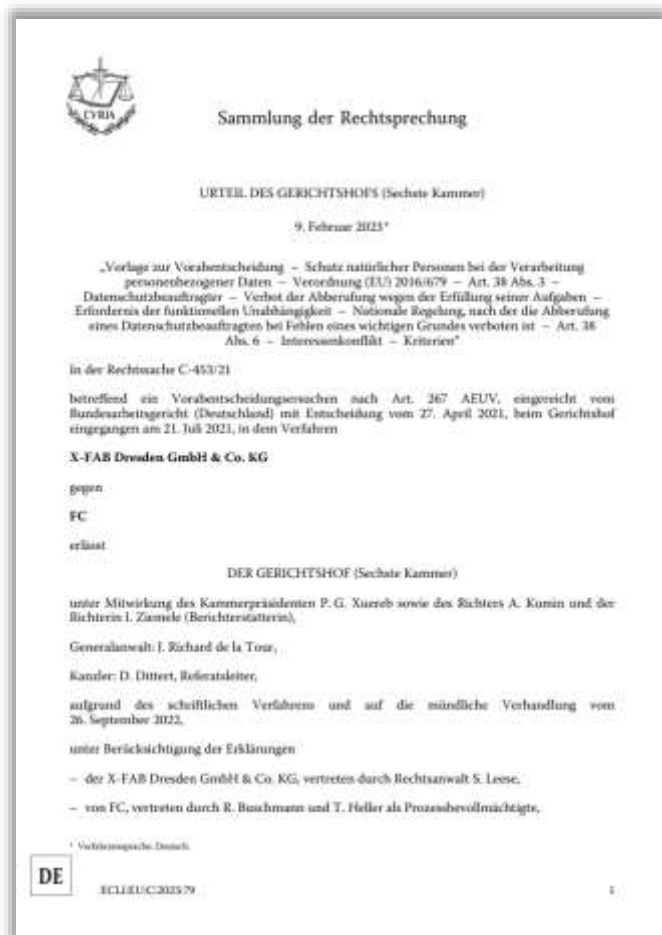 CVRIA
Sammlung der Rechtsprechung
URTEIL DES GERICHTSHOFS (Sechste Kammer)
9. Februar 2023*
„Vorlage zur Vorabentscheidung – Schutz natürlicher Personen bei der Verarbeitung
personenbezogener Daten – Verordnung (EU) 2016/679 – Art. 38 Abs. 3 –
Datenschutzbeauftragter – Verbot der Abberufung wegen der Erfüllung seiner Aufgaben –
Erfordernis der funktionellen Unabhängigkeit – Nationale Regelung, nach der die Abberufung
eines Datenschutzbeauftragten bei Fehlen eines wichtigen Grundes verboten ist – Art. 38
Abs. 6 – Interessenkonflikt – Kriterien“
In der Rechtssache C-453/21
betreffend ein Vorabentscheidungsersuchen nach Art. 267 AEUV, eingereicht vom
Bundesarbeitsgericht (Deutschland) mit Entscheidung vom 27. April 2021, beim Gerichtshof
eingegangen am 21. Juli 2021, in dem Verfahren
X-FAB Dresden GmbH & Co. KG
gegen
FC
erlässt
DER GERICHTSHOF (Sechste Kammer)
unter Mitwirkung des Kammerpräsidenten P. G. Xuereb sowie des Richters A. Kumin und der
Richterin I. Ziemele (Berichterstatterin),
Generalanwalt: J. Richard de la Tour,
Kanzler: D. Dittert, Referatsleiter,
aufgrund des schriftlichen Verfahrens und auf die mündliche Verhandlung vom
26. September 2022,
unter Berücksichtigung der Erklärungen
– der X-FAB Dresden GmbH & Co. KG, vertreten durch Rechtsanwalt S. Leese,
– von FC, vertreten durch R. Buschmann und T. Heller als Prozessbevollmächtigte,
* Verfahrenssprache: Deutsch.
DE
ECLI:EU:C:2023:79
1